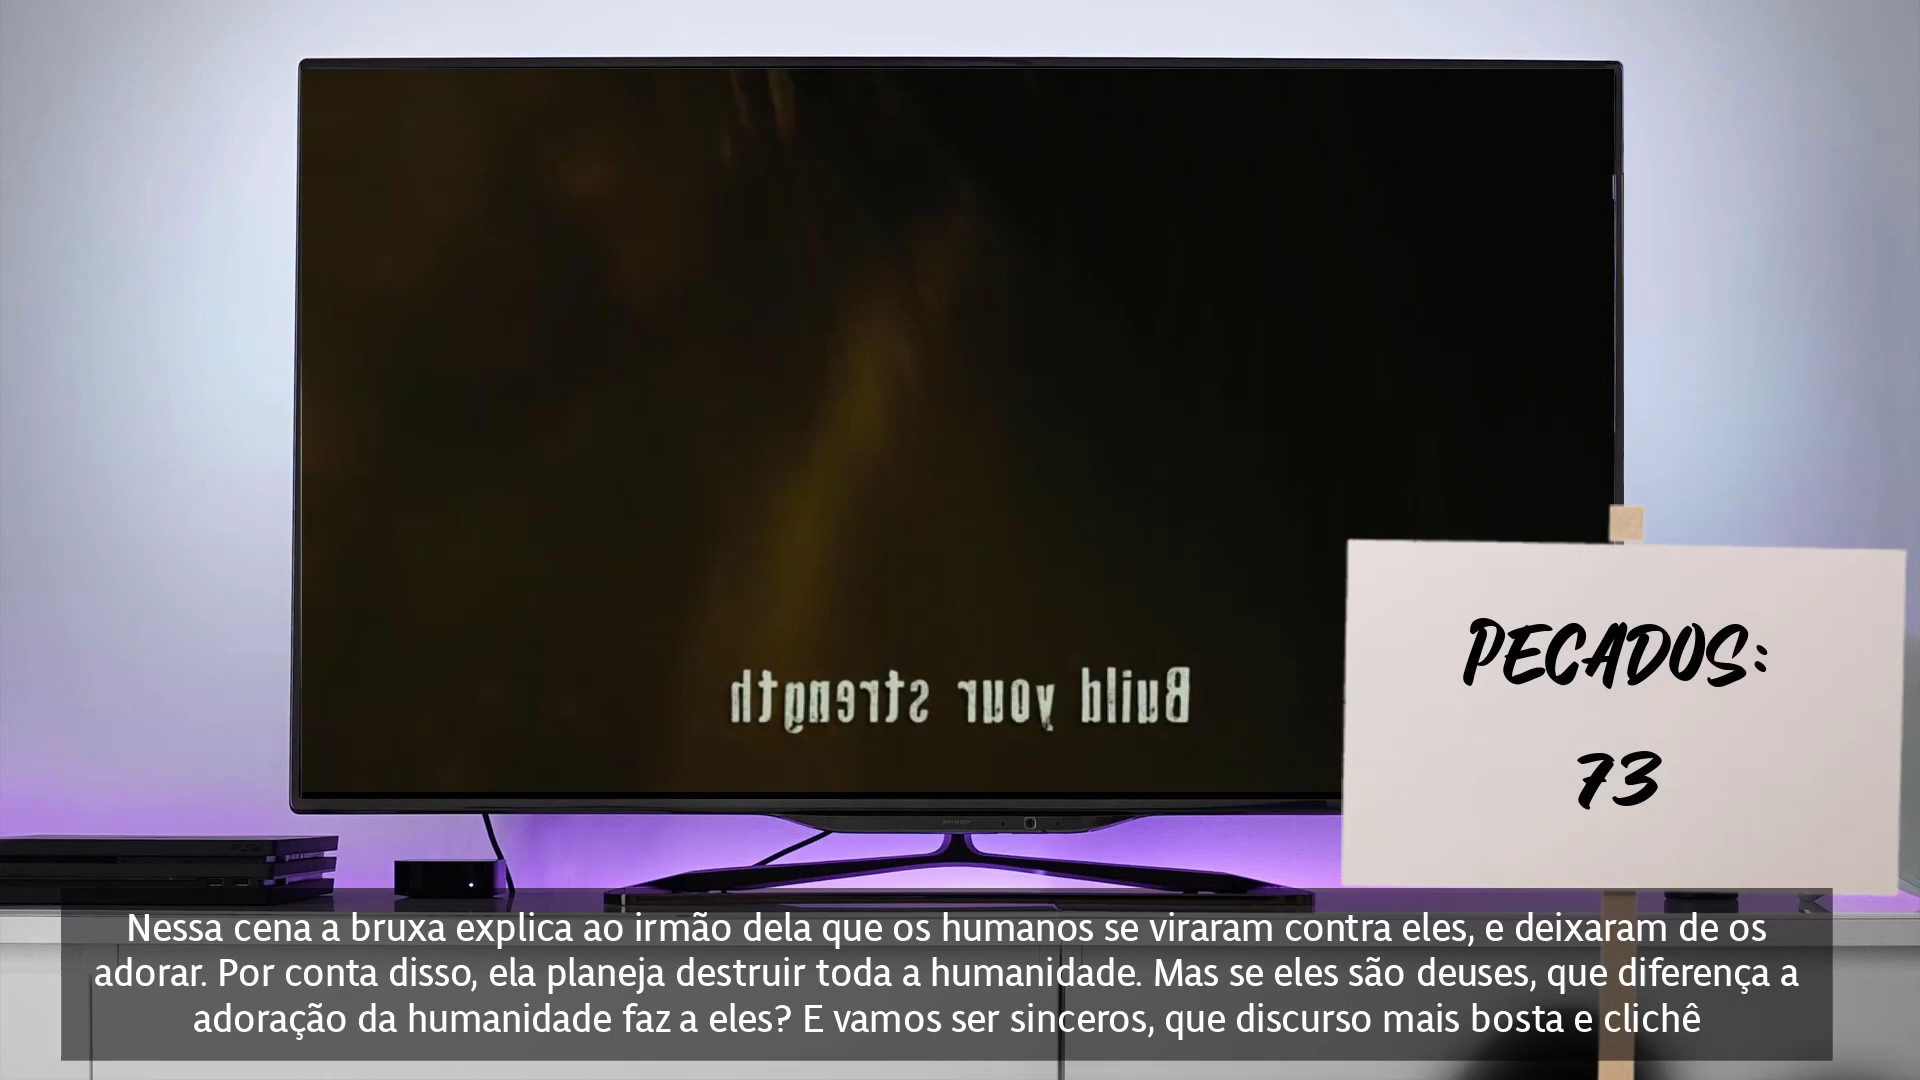 Build your strength
PECADOS:
73
Nessa cena a bruxa explica ao irmão dela que os humanos se viraram contra eles, e deixaram de os
adorar. Por conta disso, ela planeja destruir toda a humanidade. Mas se eles são deuses, que diferença a
adoração da humanidade faz a eles? E vamos ser sinceros, que discurso mais bosta e clichê